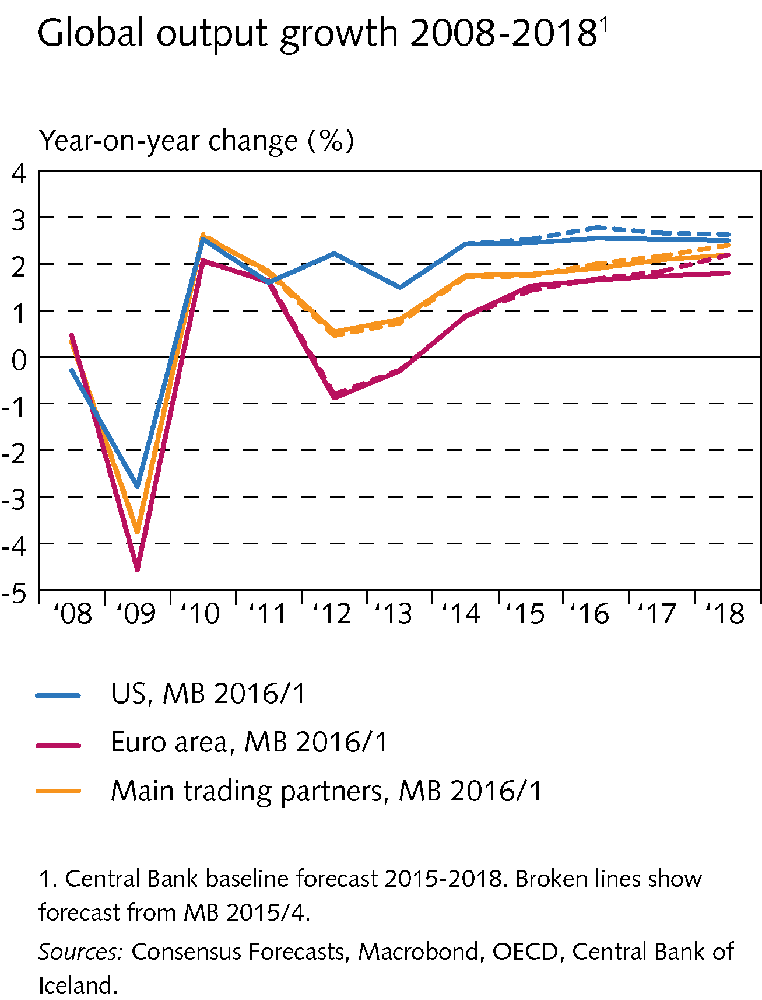 Global output growth 2008-2018¹
Year-on-year change (%)
4
3
2
1
0
-1
-2
-3
-4
-5
‘08 ‘09 ‘10 ‘11 ‘12 ‘13 ‘14 ‘15 ‘16 ‘17 ‘18
US, MB 2016/1
Euro area, MB 2016/1
Main trading partners, MB 2016/1
1. Central Bank baseline forecast 2015-2018. Broken lines show
forecast from MB 2015/4.
Sources: Consensus Forecasts, Macrobond, OECD, Central Bank of
Iceland.